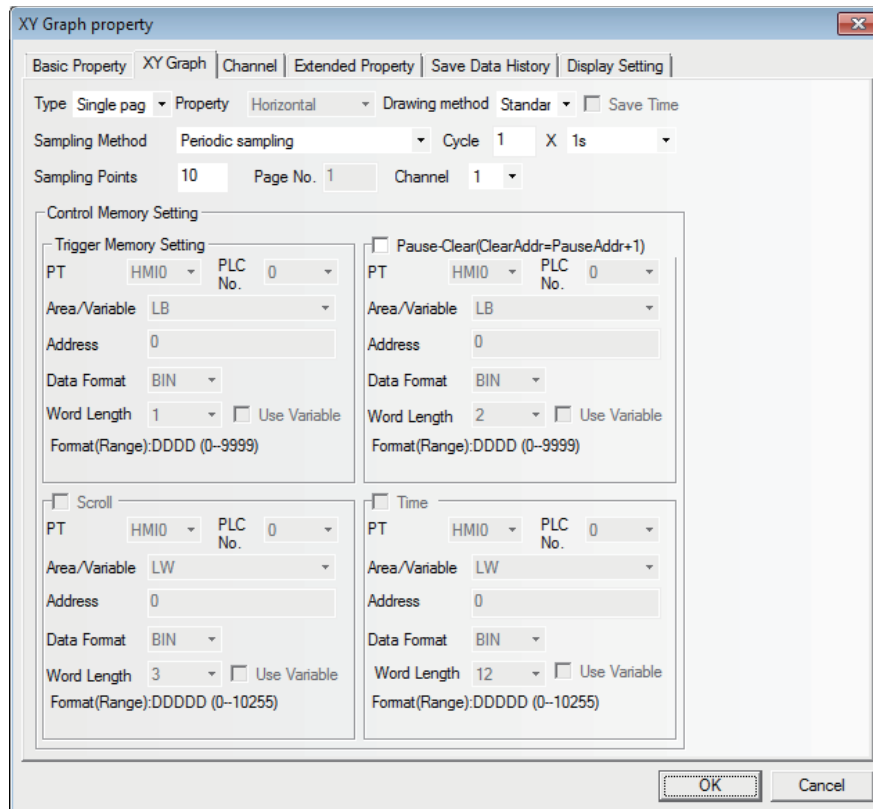 XY Graph property
Basic Property XY Graph Channel Extended Property Save Data History Display Setting
Type Single pag Property Horizontal Drawing method Standar Save Time
Sampling Method Periodic sampling Cycle 1 X 1s
Sampling Points 10 Page No. 1 Channel 1
Control Memory Setting
Trigger Memory Setting
PT HMI0 PLC No. 0
Area/Variable LB
Address 0
Data Format BIN
Word Length 1 Use Variable
Format(Range):DDDD (0--9999)
Pause-Clear(ClearAddr=PauseAddr+1)
PT HMI0 PLC No. 0
Area/Variable LB
Address 0
Data Format BIN
Word Length 2 Use Variable
Format(Range):DDDD (0--9999)
Scroll
PT HMI0 PLC No. 0
Area/Variable LW
Address 0
Data Format BIN
Word Length 3 Use Variable
Format(Range):DDDDD (0--10255)
Time
PT HMI0 PLC No. 0
Area/Variable LW
Address 0
Data Format BIN
Word Length 12 Use Variable
Format(Range):DDDDD (0--10255)
OK Cancel